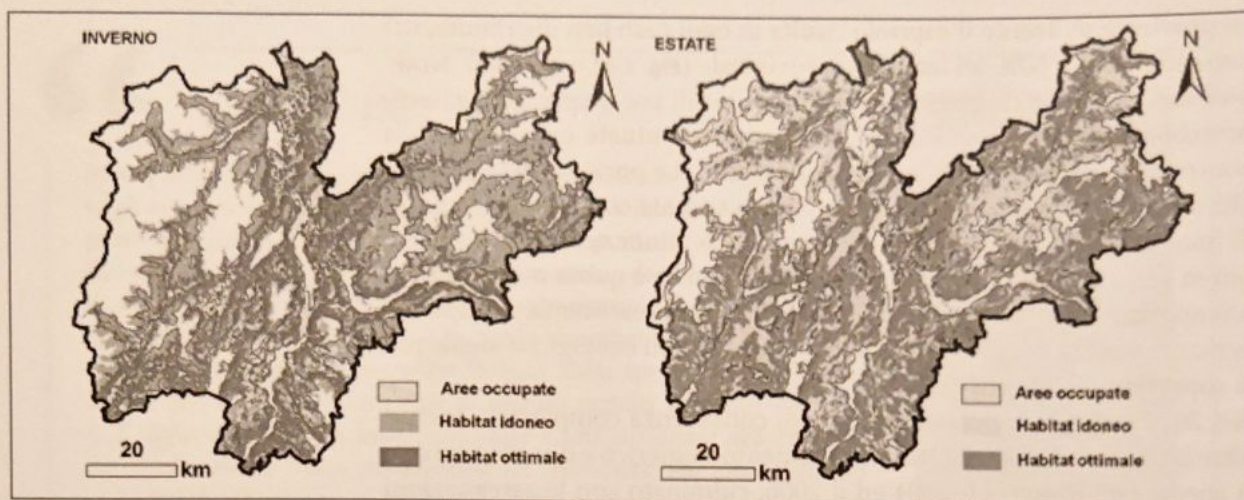 INVERNO
N
Aree occupate
Habitat idoneo
Habitat ottimale
20
km
ESTATE
N
Aree occupate
Habitat idoneo
Habitat ottimale
20
km